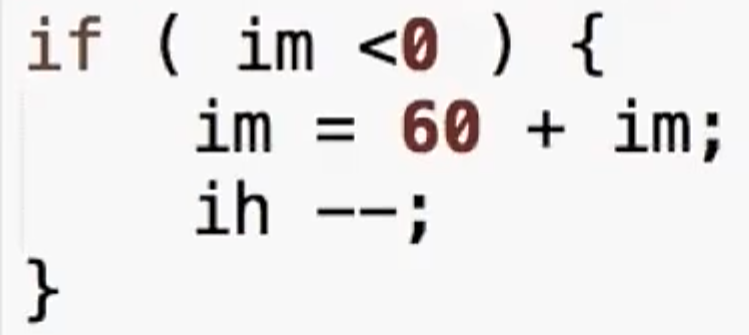 if ( im <0 ) {
    im = 60 + im;
    ih --;
}